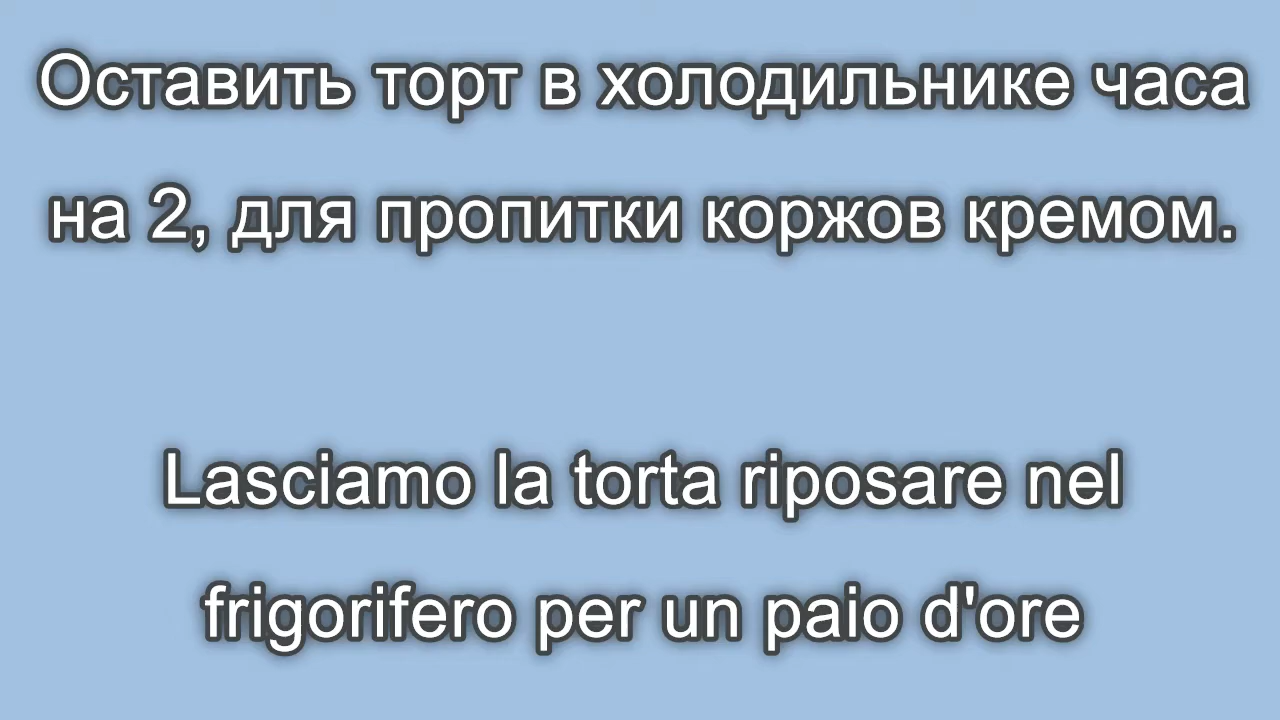 Оставить торт в холодильнике часа
на 2, для пропитки коржов кремом.
Lasciamo la torta riposare nel
frigorifero per un paio d'ore